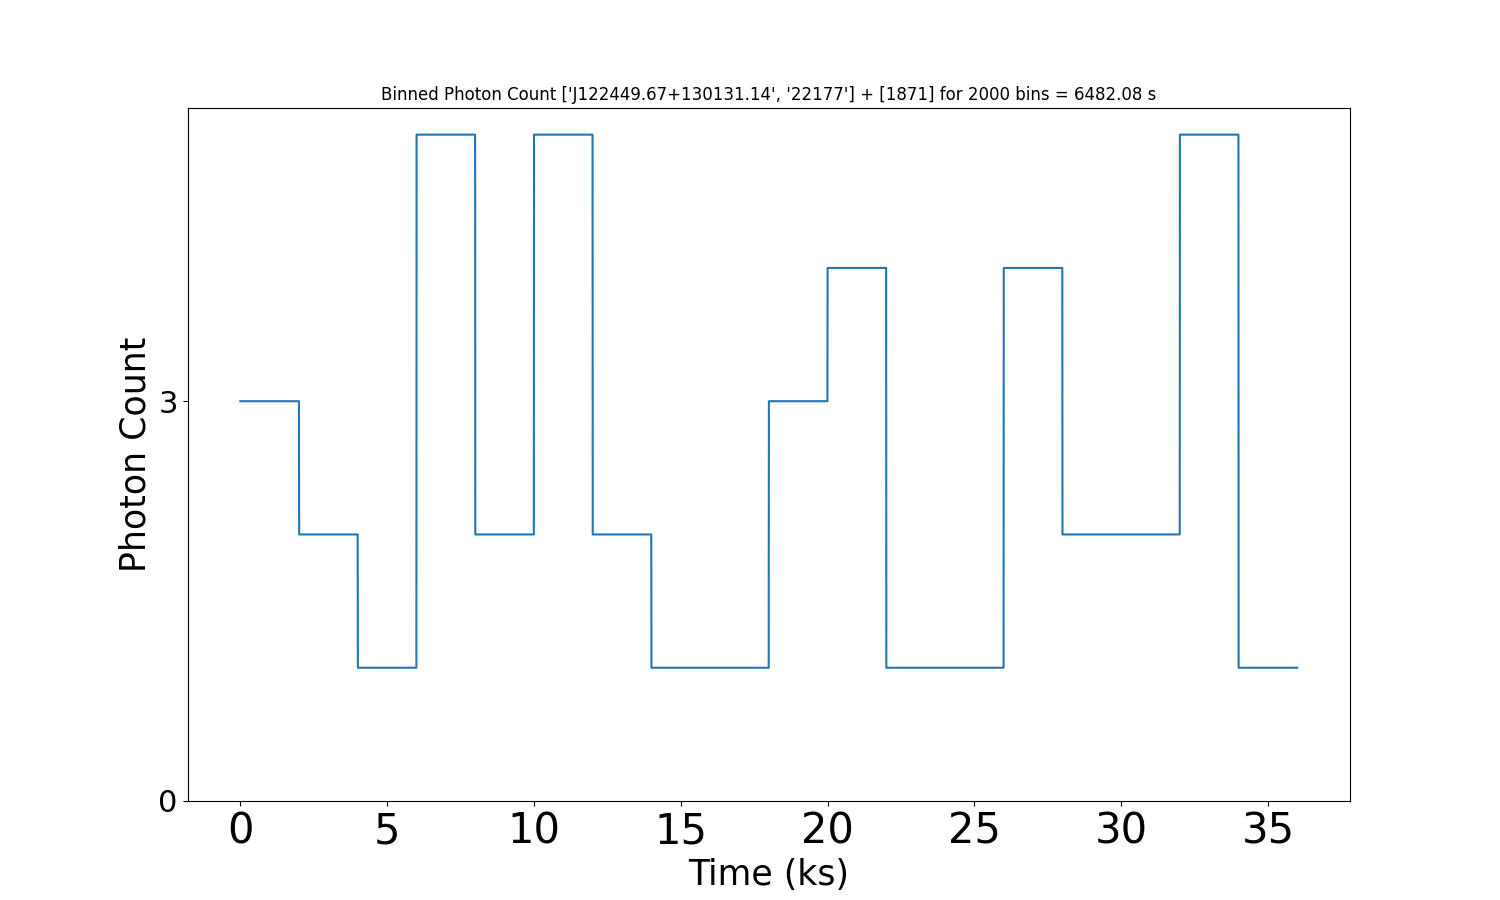 Binned Photon Count ['J122449.67+130131.14', '22177'] + [1871] for 2000 bins = 6482.08 s
Photon Count
3
0
0 5 10 15 20 25 30 35
Time (ks)